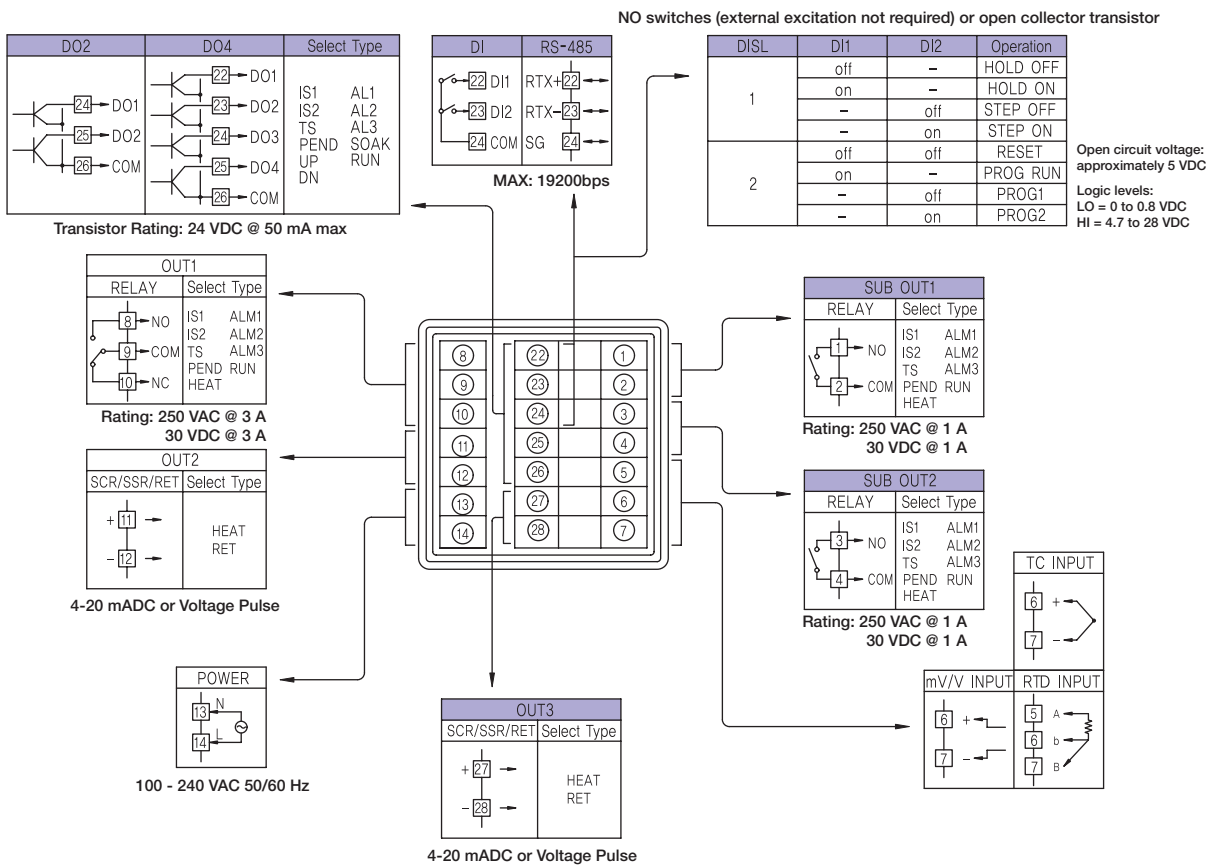 NO switches (external excitation not required) or open collector transistor
DO2 DO4 Select Type
24 DO1
25 DO2
26 COM
22 DO1
23 DO2
24 DO3
25 DO4
26 COM
IS1 AL1
IS2 AL2
TS AL3
PEND SOAK
UP RUN
DN
Transistor Rating: 24 VDC @ 50 mA max
DI RS-485
22 DI1 RTX+ 22
23 DI2 RTX- 23
24 COM SG 24
MAX: 19200bps
DISL DI1 DI2 Operation
1 off – HOLD OFF
on – HOLD ON
– off STEP OFF
– on STEP ON
2 off off RESET
on – PROG RUN
– off PROG1
– on PROG2
Open circuit voltage:
approximately 5 VDC
Logic levels:
LO = 0 to 0.8 VDC
HI = 4.7 to 28 VDC
OUT1
RELAY Select Type
8 NO
9 COM
10 NC
IS1 ALM1
IS2 ALM2
TS ALM3
PEND RUN
HEAT
Rating: 250 VAC @ 3 A
30 VDC @ 3 A
OUT2
SCR/SSR/RET Select Type
+ 11
- 12
HEAT
RET
4-20 mADC or Voltage Pulse
POWER
13 N
14 L
100 - 240 VAC 50/60 Hz
8 22 1
9 23 2
10 24 3
11 25 4
12 26 5
13 27 6
14 28 7
OUT3
SCR/SSR/RET Select Type
+ 27
- 28
HEAT
RET
4-20 mADC or Voltage Pulse
SUB OUT1
RELAY Select Type
1 NO
2 COM
IS1 ALM1
IS2 ALM2
TS ALM3
PEND RUN
HEAT
Rating: 250 VAC @ 1 A
30 VDC @ 1 A
SUB OUT2
RELAY Select Type
3 NO
4 COM
IS1 ALM1
IS2 ALM2
TS ALM3
PEND RUN
HEAT
Rating: 250 VAC @ 1 A
30 VDC @ 1 A
TC INPUT
6 +
7 -
mV/V INPUT
6 +
7 -
RTD INPUT
5 A
6 b
7 B